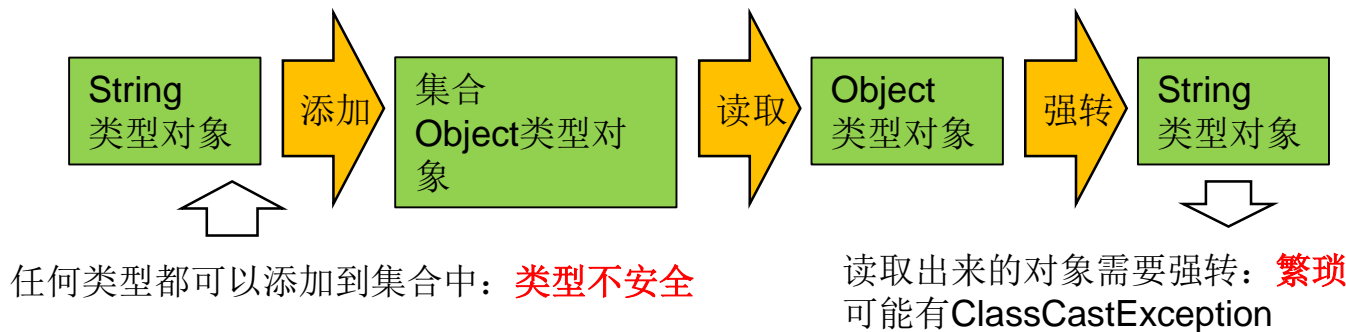 String
类型对象
添加
集合
Object类型对
象
读取
Object
类型对象
强转
String
类型对象
任何类型都可以添加到集合中：类型不安全
读取出来的对象需要强转：繁琐
可能有ClassCastException